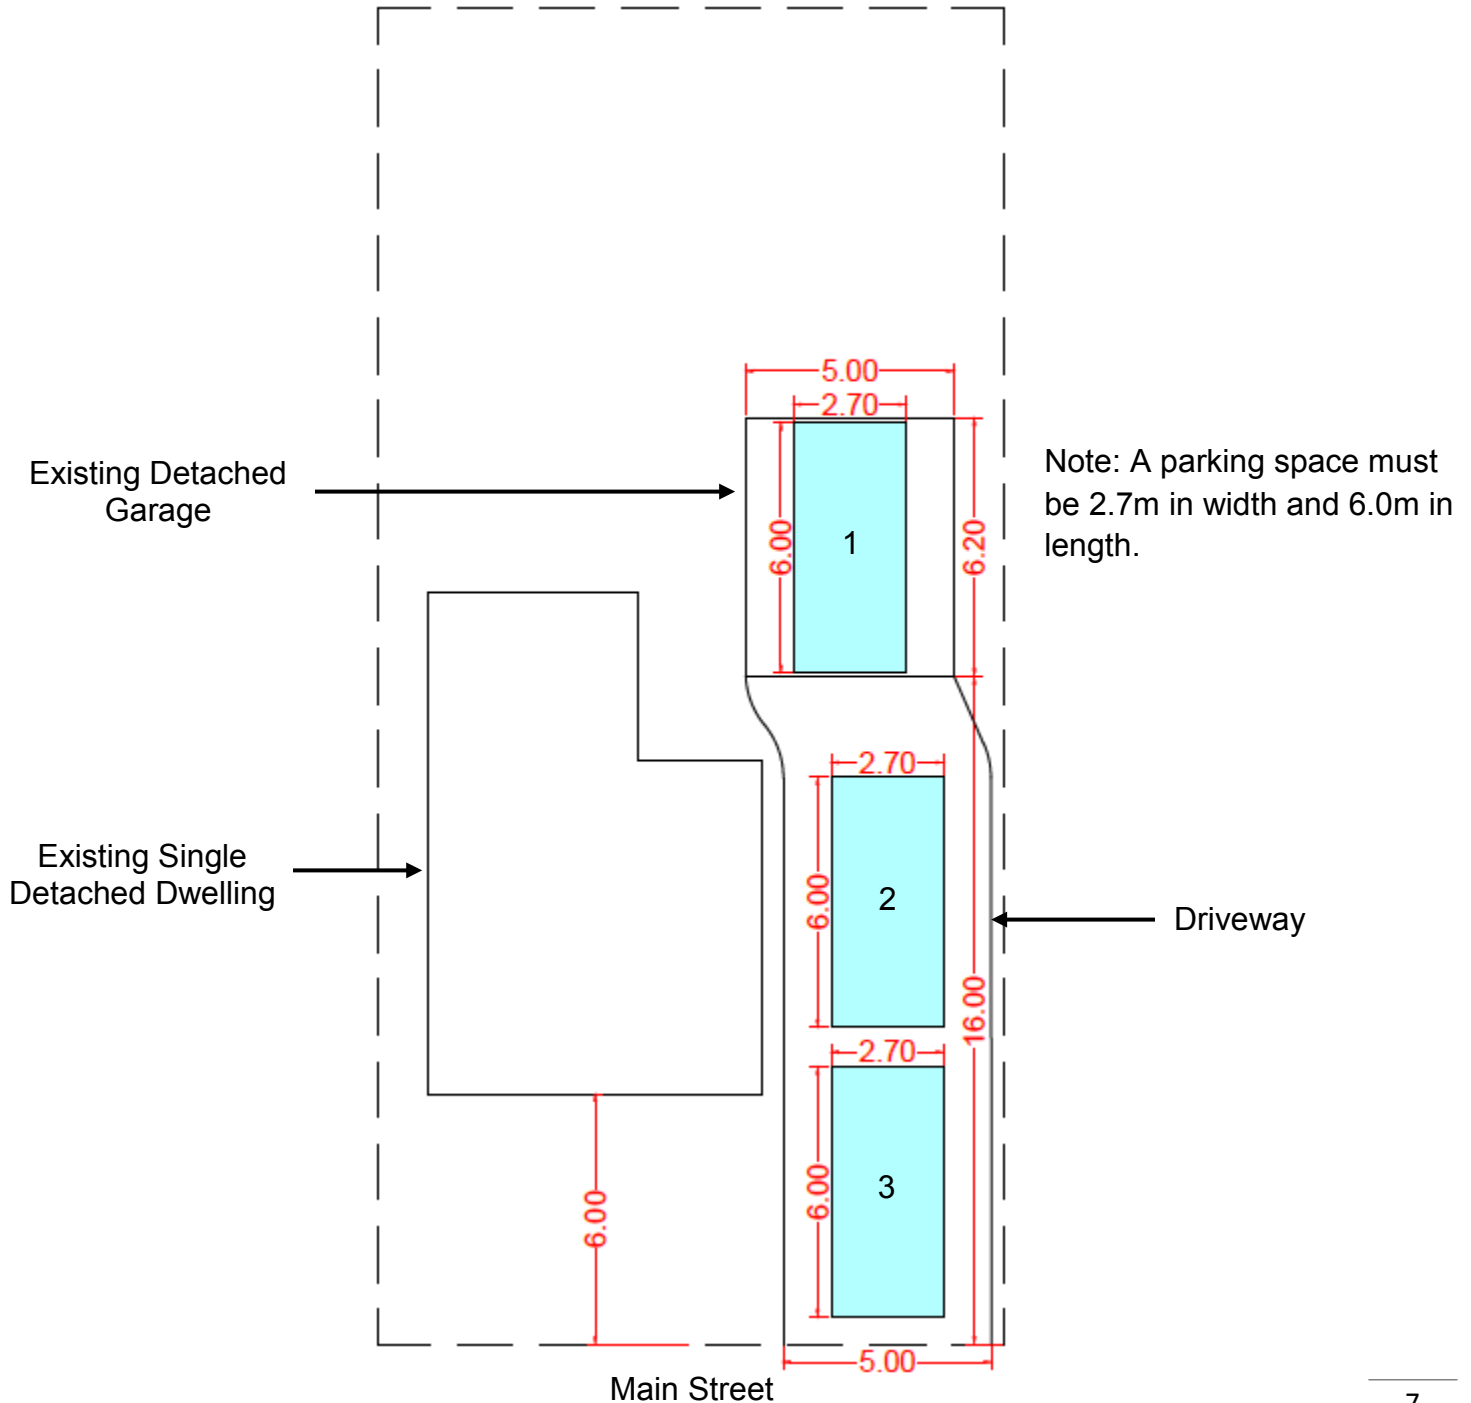 5.00
2.70
Existing Detached
Garage
6.00
1
6.20
Note: A parking space must
be 2.7m in width and 6.0m in
length.
2.70
Existing Single
Detached Dwelling
6.00
2
Driveway
16.00
2.70
6.00
3
6.00
5.00
Main Street
7